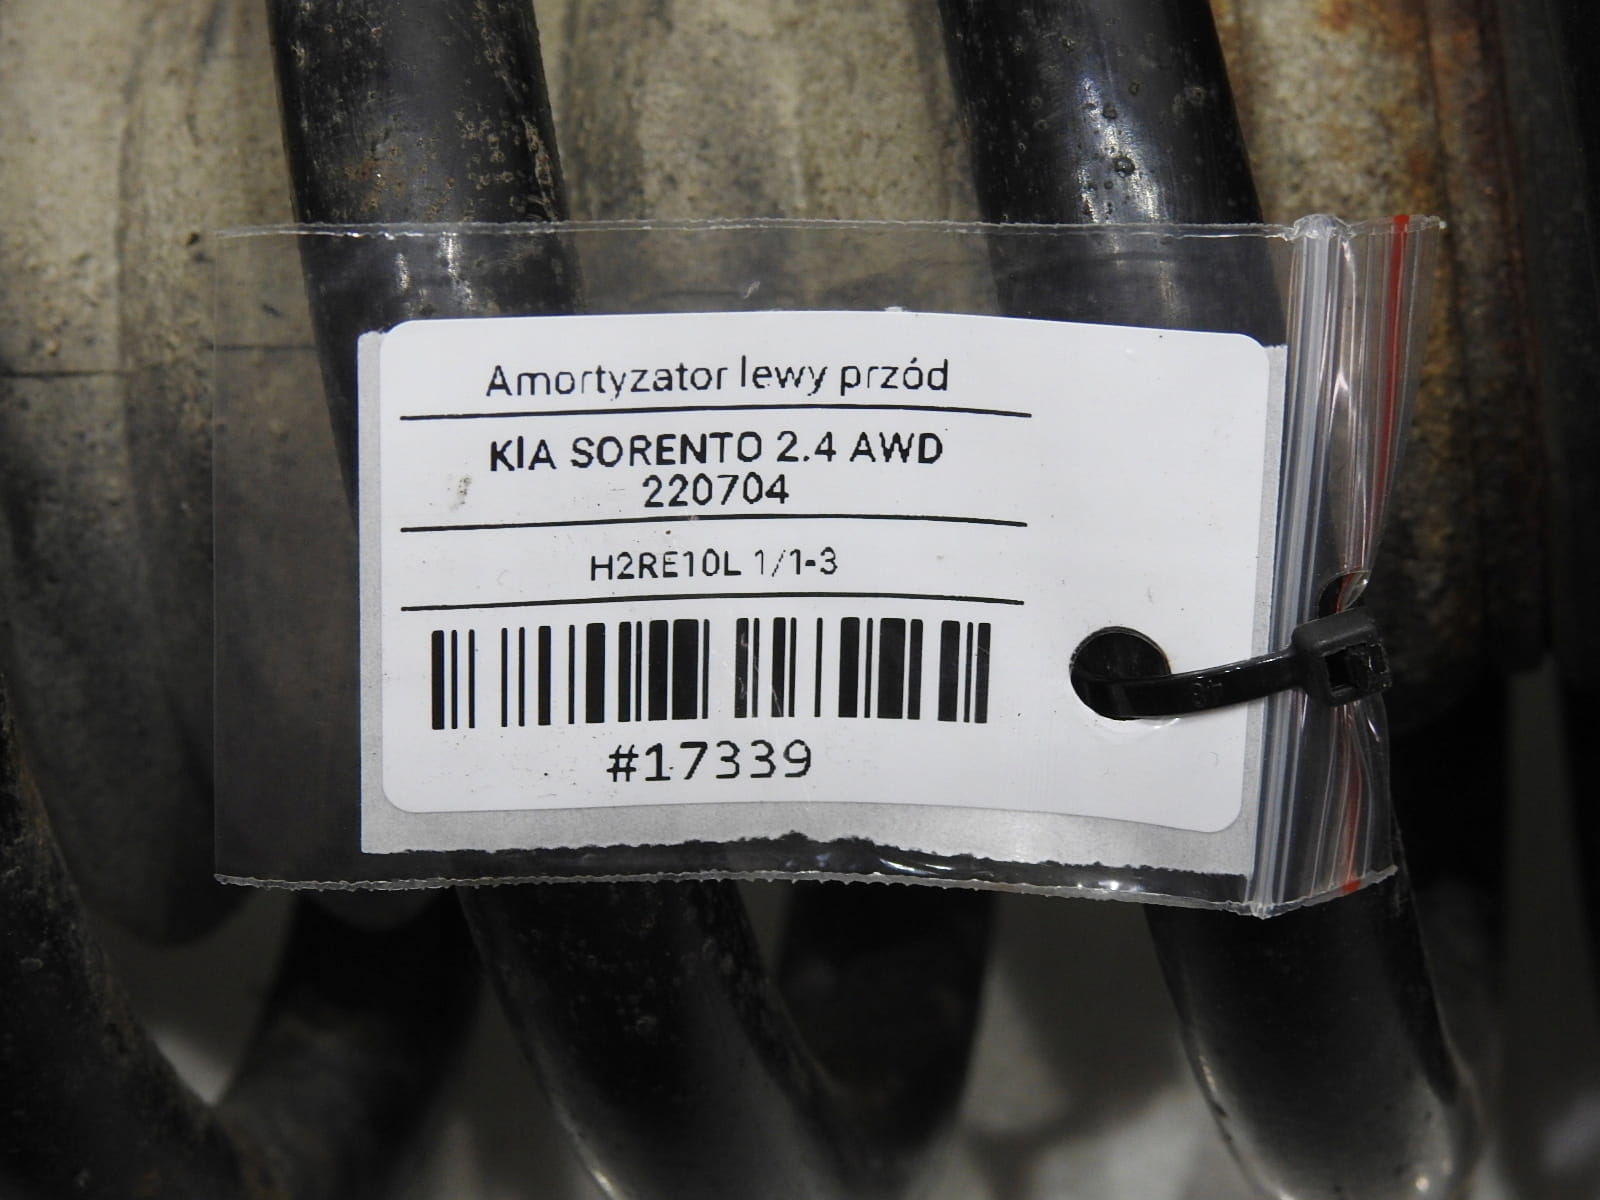 Amortyzator lewy przód
KIA SORENTO 2.4 AWD
220704
H2RE10L 1/1-3
#17339